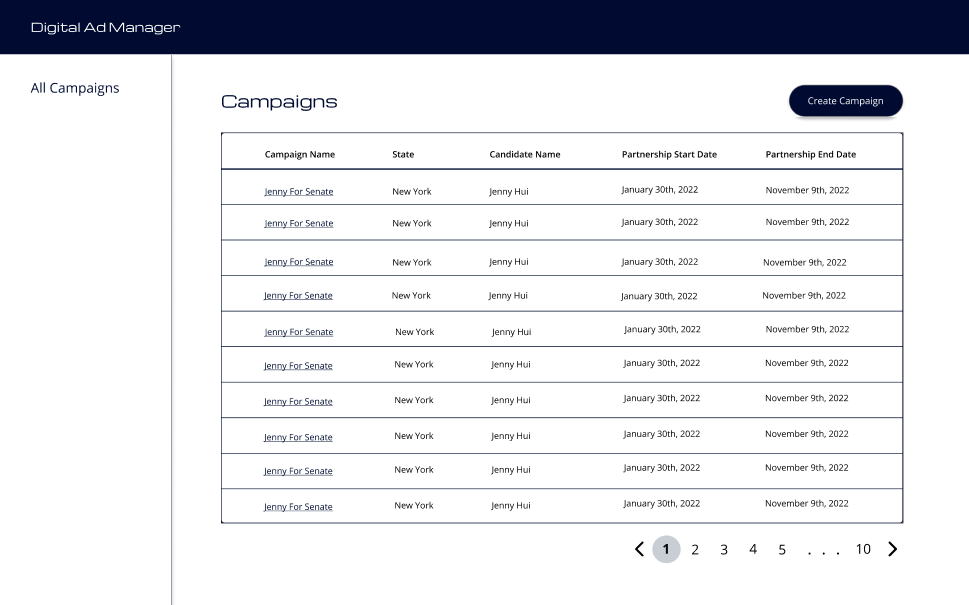 Digital Ad Manager
All Campaigns
Campaigns
Create Campaign
Campaign Name State Candidate Name Partnership Start Date Partnership End Date
Jenny For Senate New York Jenny Hui January 30th, 2022 November 9th, 2022
Jenny For Senate New York Jenny Hui January 30th, 2022 November 9th, 2022
Jenny For Senate New York Jenny Hui January 30th, 2022 November 9th, 2022
Jenny For Senate New York Jenny Hui January 30th, 2022 November 9th, 2022
Jenny For Senate New York Jenny Hui January 30th, 2022 November 9th, 2022
Jenny For Senate New York Jenny Hui January 30th, 2022 November 9th, 2022
Jenny For Senate New York Jenny Hui January 30th, 2022 November 9th, 2022
Jenny For Senate New York Jenny Hui January 30th, 2022 November 9th, 2022
Jenny For Senate New York Jenny Hui January 30th, 2022 November 9th, 2022
Jenny For Senate New York Jenny Hui January 30th, 2022 November 9th, 2022
1 2 3 4 5 . . . 10